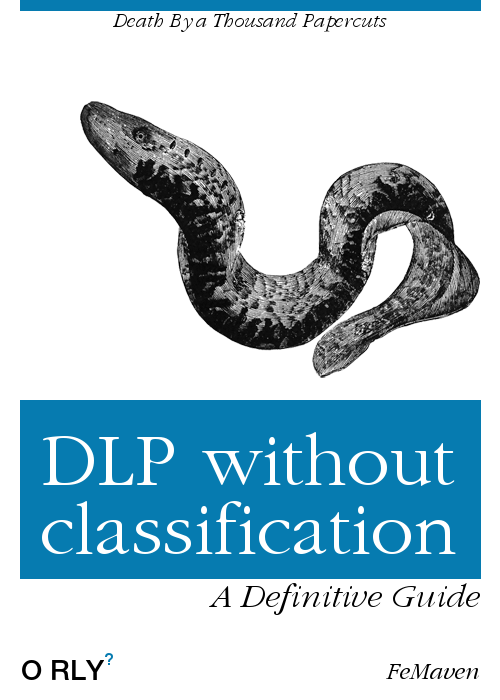 Death By a Thousand Papercuts
DLP without
classification
A Definitive Guide
O RLY?
FeMaven